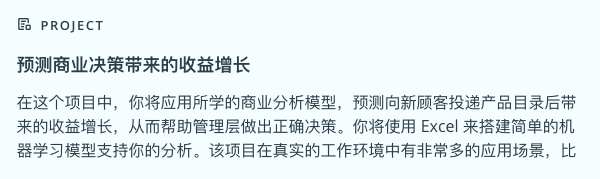 PROJECT
预测商业决策带来的收益增长
在这个项目中，你将应用所学的商业分析模型，预测向新顾客投递产品目录后带
来的收益增长，从而帮助管理层做出正确决策。你将使用 Excel 来搭建简单的机
器学习模型支持你的分析。该项目在真实的工作环境中有非常多的应用场景，比